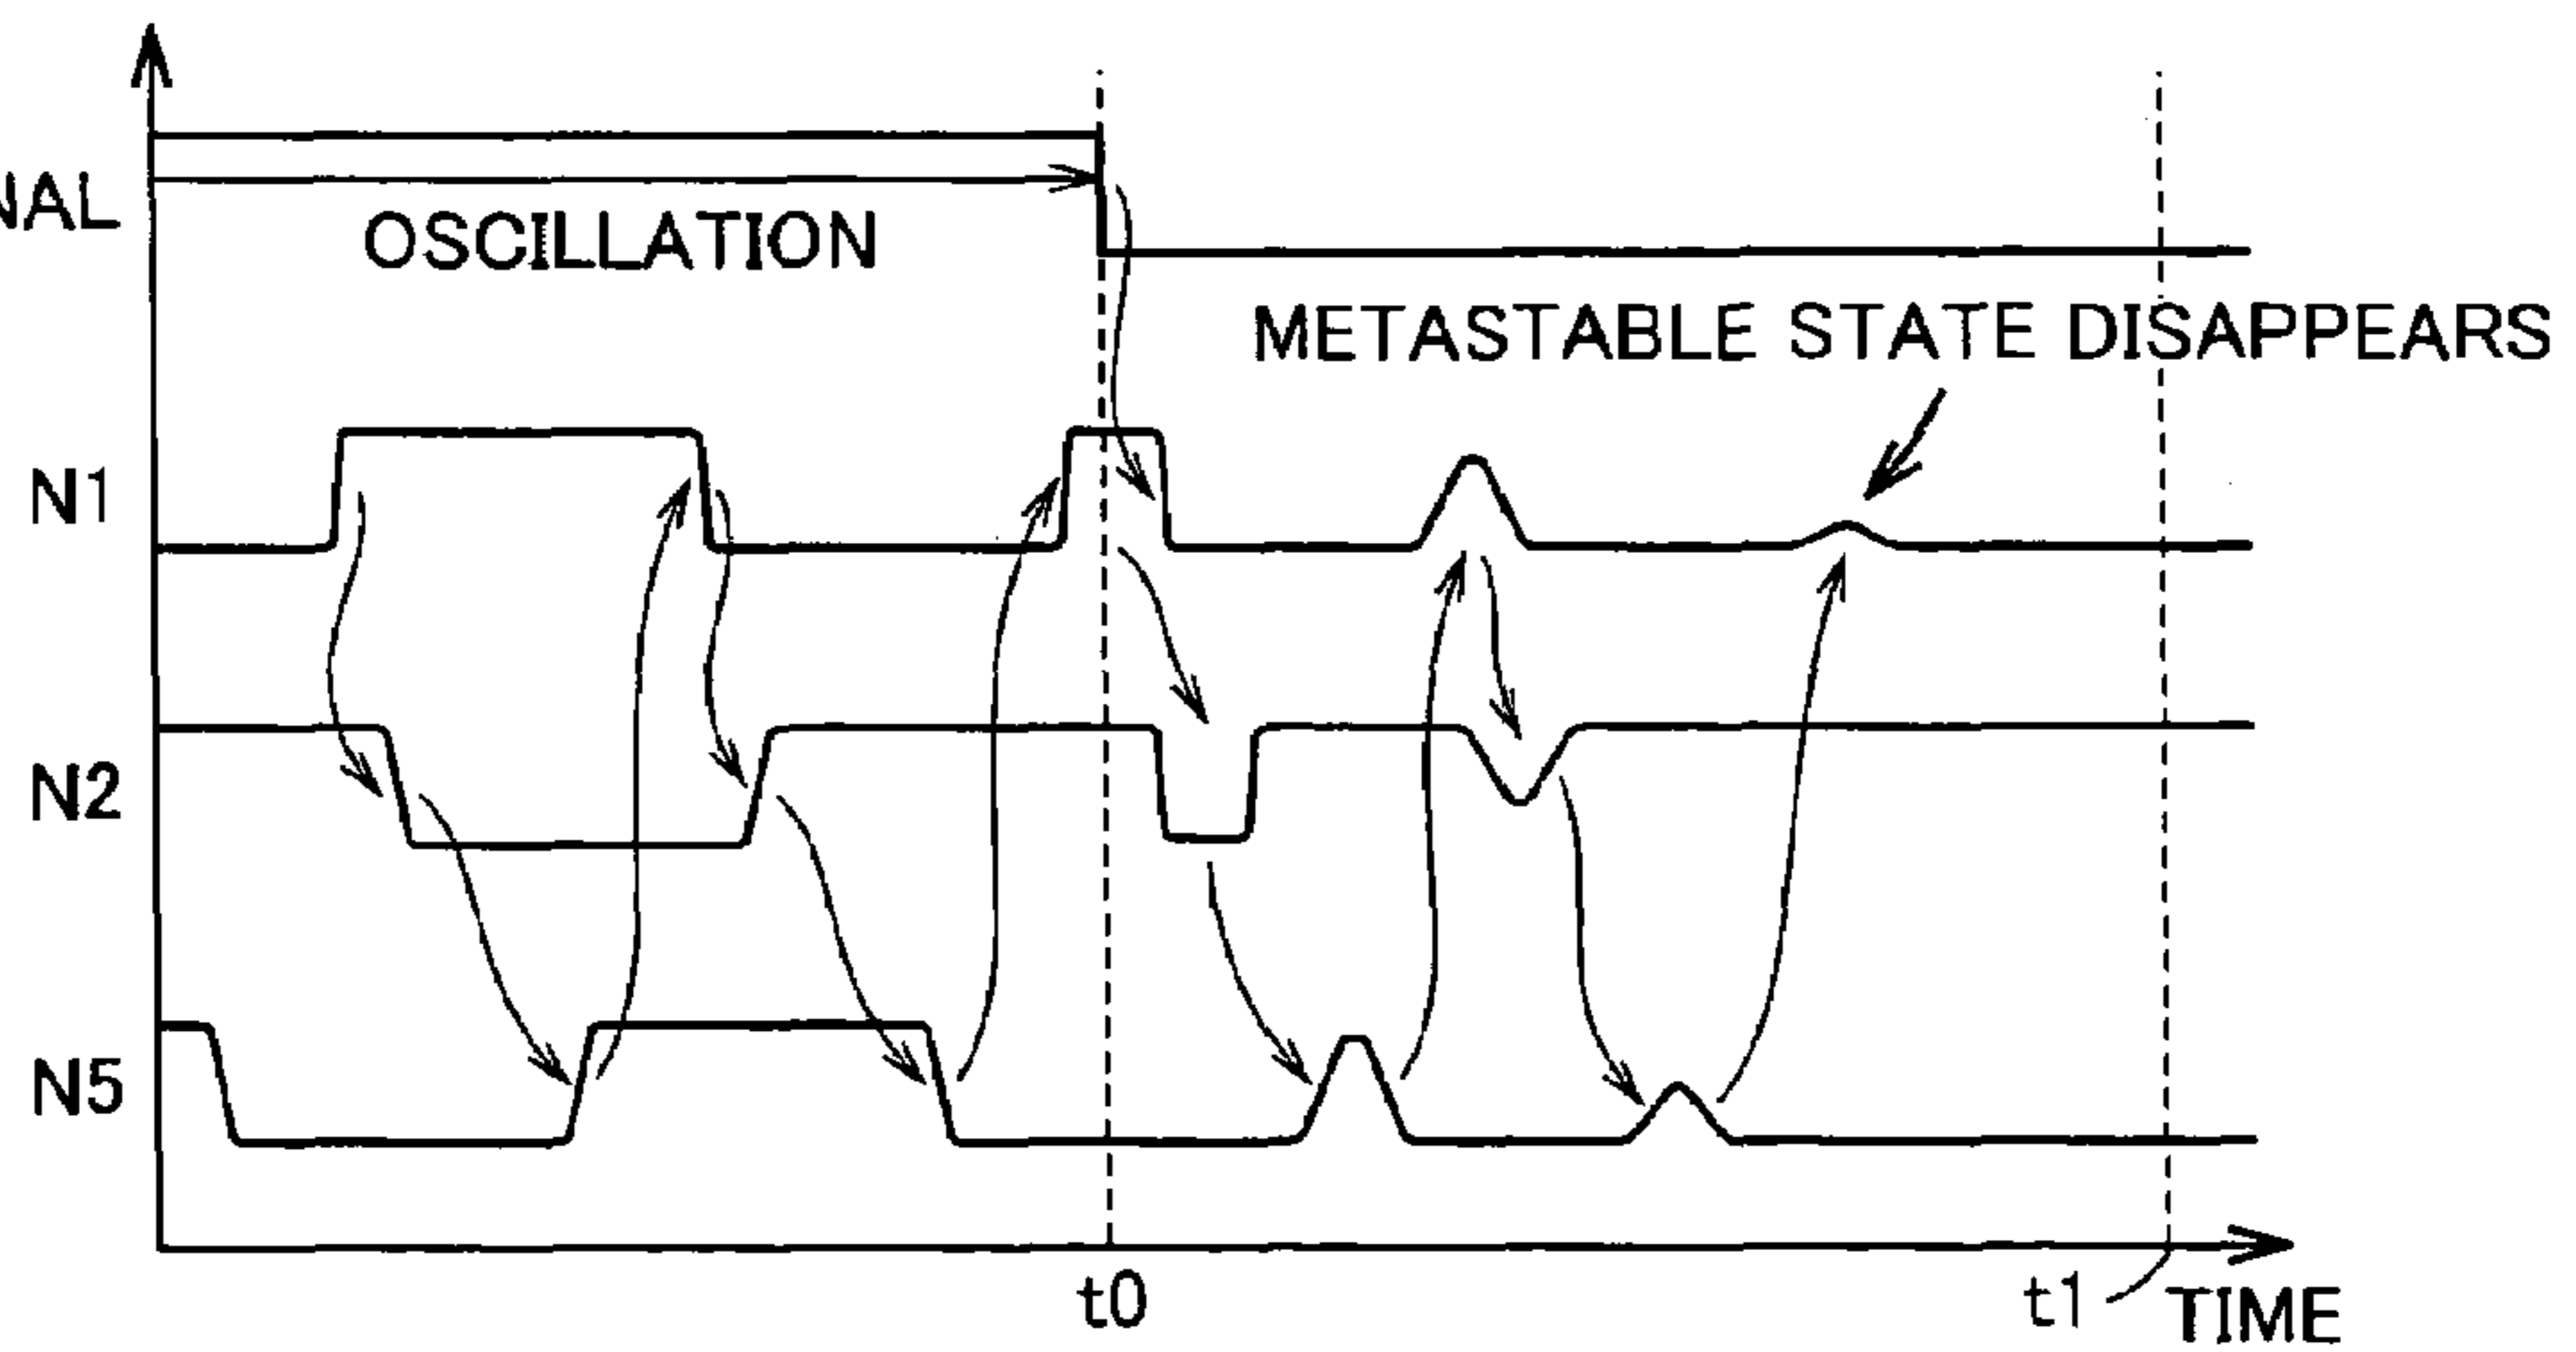 NAL
OSCILLATION
METASTABLE STATE DISAPPEARS
N1
N2
N5
t0
t1
TIME